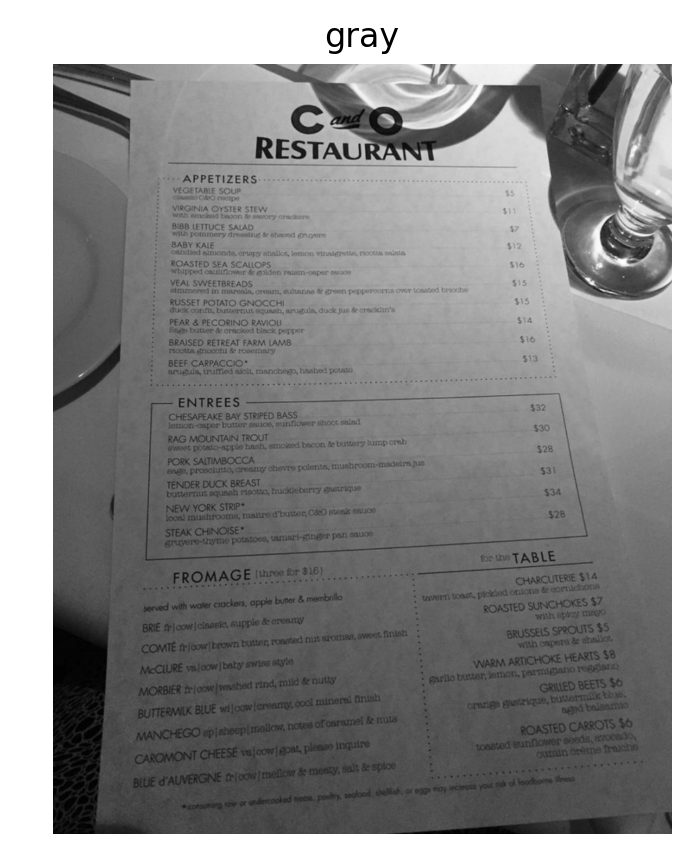 gray
C and O
RESTAURANT
APPETIZERS
VEGETABLE SOUP $5
classic C&O recipe
VIRGINIA OYSTER STEW $11
with smoked bacon & savory crackers
BIBB LETTUCE SALAD $7
with pommery dressing & shaved gruyere
BABY KALE $12
candied almonds, crispy shallot, lemon vinaigrette, ricotta salata
ROASTED SEA SCALLOPS $16
whipped cauliflower & golden raisin-caper sauce
VEAL SWEETBREADS $15
simmered in marsala, cream, sultanas & green peppercorns over toasted brioche
RUSSET POTATO GNOCCHI $15
duck confit, butternut squash, arugula, duck jus & cracklin's
PEAR & PECORINO RAVIOLI $14
sage butter & cracked black pepper
BRAISED RETREAT FARM LAMB $16
ricotta gnocchi & rosemary
BEEF CARPACCIO* $13
arugula, truffled aioli, manchego, hashed potato
ENTREES
CHESAPEAKE BAY STRIPED BASS $32
lemon-caper butter sauce, sunflower shoot salad
RAG MOUNTAIN TROUT $30
sweet potato-apple hash, smoked bacon & buttery lump crab
PORK SALTIMBOCCA $28
sage, prosciutto, creamy chevre polenta, mushroom-madeira jus
TENDER DUCK BREAST $31
butternut squash risotto, huckleberry gastrique
NEW YORK STRIP* $34
local mushrooms, maitre d'butter, C&O steak sauce
STEAK CHINOISE* $28
gruyere-thyme potatoes, tamari-ginger pan sauce
FROMAGE {three for $16}
served with water crackers, apple butter & membrillo
BRIE fr|cow|classic, supple & creamy
COMTÉ fr|cow|brown butter, roasted nut aromas, sweet finish
McCLURE va|cow|baby swiss style
MORBIER fr|cow|washed rind, mild & nutty
BUTTERMILK BLUE wi|cow|creamy, cool mineral finish
MANCHEGO sp|sheep|mellow, notes of caramel & nuts
CAROMONT CHEESE va|cow|goat, please inquire
BLUE d'AUVERGNE fr|cow|mellow & meaty, salt & spice
for the TABLE
CHARCUTERIE $14
tavern toast, pickled onions & cornichons
ROASTED SUNCHOKES $7
with spicy mayo
BRUSSELS SPROUTS $5
with capers & shallot
WARM ARTICHOKE HEARTS $8
garlic butter, lemon, parmigiano reggiano
GRILLED BEETS $6
orange gastrique, buttermilk blue,
aged balsamic
ROASTED CARROTS $6
toasted sunflower seeds, avocado,
cumin crème fraiche
*consuming raw or undercooked meats, poultry, seafood, shellfish, or eggs may increase your risk of foodborne illness